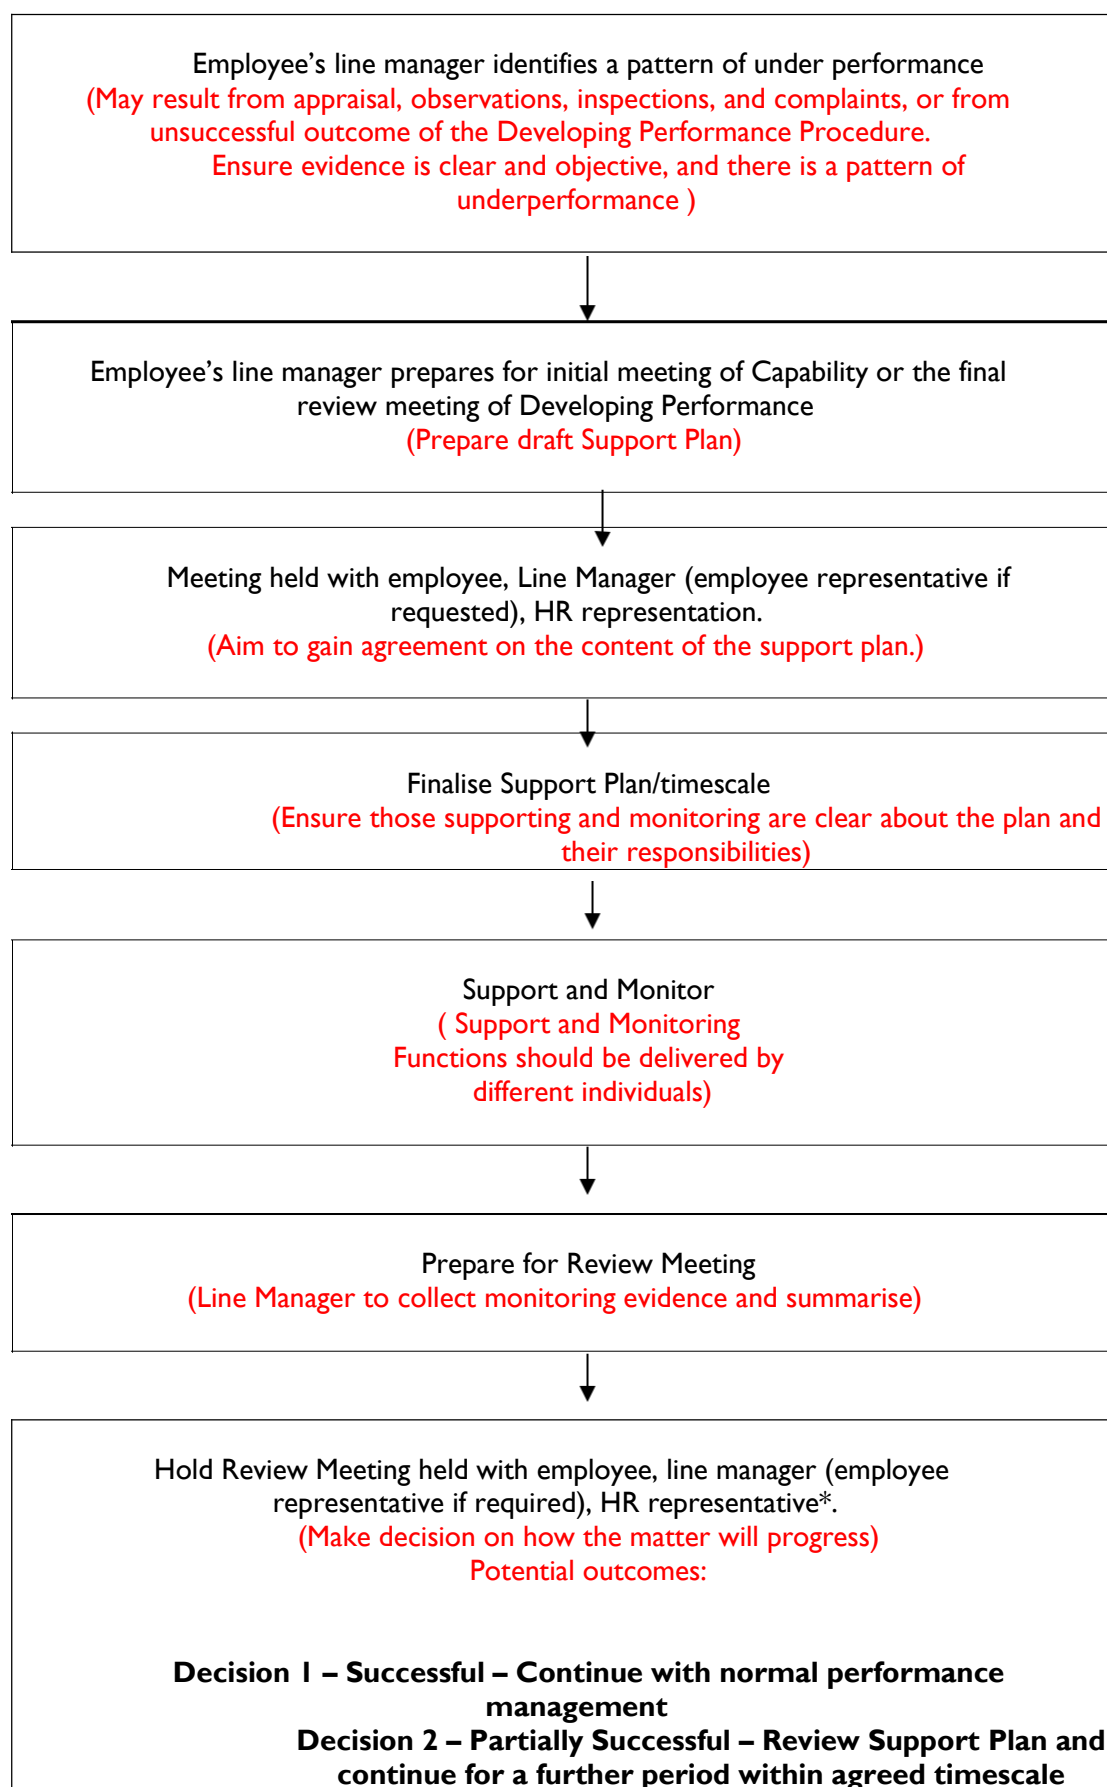 Employee’s line manager identifies a pattern of under performance
(May result from appraisal, observations, inspections, and complaints, or from
unsuccessful outcome of the Developing Performance Procedure.
Ensure evidence is clear and objective, and there is a pattern of
underperformance )
Employee’s line manager prepares for initial meeting of Capability or the final
review meeting of Developing Performance
(Prepare draft Support Plan)
Meeting held with employee, Line Manager (employee representative if
requested), HR representation.
(Aim to gain agreement on the content of the support plan.)
Finalise Support Plan/timescale
(Ensure those supporting and monitoring are clear about the plan and
their responsibilities)
Support and Monitor
( Support and Monitoring
Functions should be delivered by
different individuals)
Prepare for Review Meeting
(Line Manager to collect monitoring evidence and summarise)
Hold Review Meeting held with employee, line manager (employee
representative if required), HR representative*.
(Make decision on how the matter will progress)
Potential outcomes:
Decision 1 – Successful – Continue with normal performance
management
Decision 2 – Partially Successful – Review Support Plan and
continue for a further period within agreed timescale